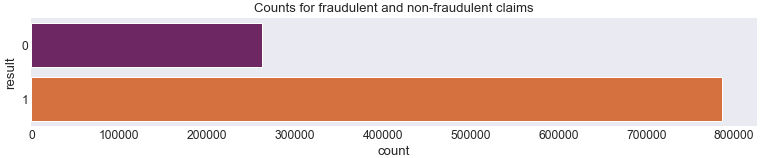 Counts for fraudulent and non-fraudulent claims
result
0
1
0 100000 200000 300000 400000 500000 600000 700000 800000
count